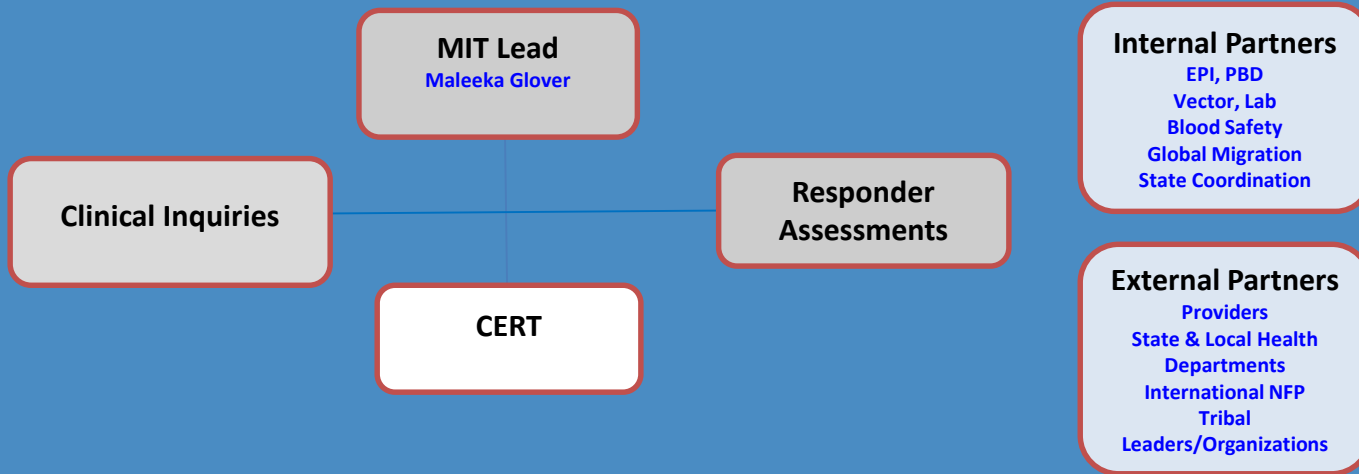 MIT Lead
Maleeka Glover
Clinical Inquiries
Responder
Assessments
CERT
Internal Partners
EPI, PBD
Vector, Lab
Blood Safety
Global Migration
State Coordination
External Partners
Providers
State & Local Health
Departments
International NFP
Tribal
Leaders/Organizations